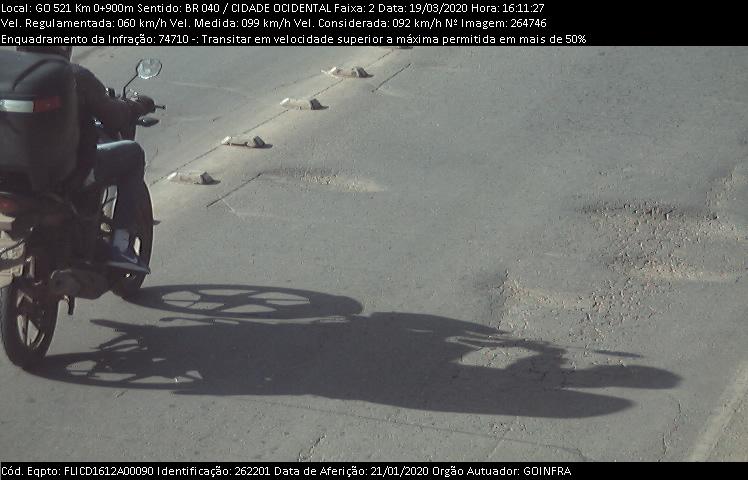 Local: GO 521 Km 0+900m Sentido: BR 040 / CIDADE OCIDENTAL Faixa: 2 Data: 19/03/2020 Hora: 16:11:27
Vel. Regulamentada: 060 km/h Vel. Medida: 099 km/h Vel. Considerada: 092 km/h Nº Imagem: 264746
Enquadramento da Infração: 74710 -: Transitar em velocidade superior a máxima permitida em mais de 50%
Cód. Eqpto: FLICD1612A00090 Identificação: 262201 Data de Aferição: 21/01/2020 Orgão Autuador: GOINFRA